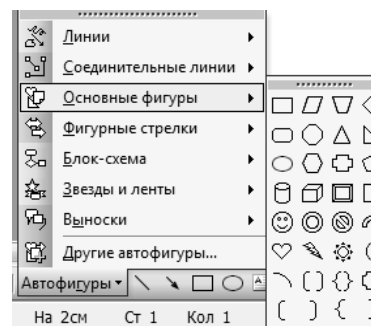 Линии
Соединительные линии
Основные фигуры
Фигурные стрелки
Блок-схема
Звезды и ленты
Выноски
Другие автофигуры...
Автофигуры
На 2см Ст 1 Кол 1